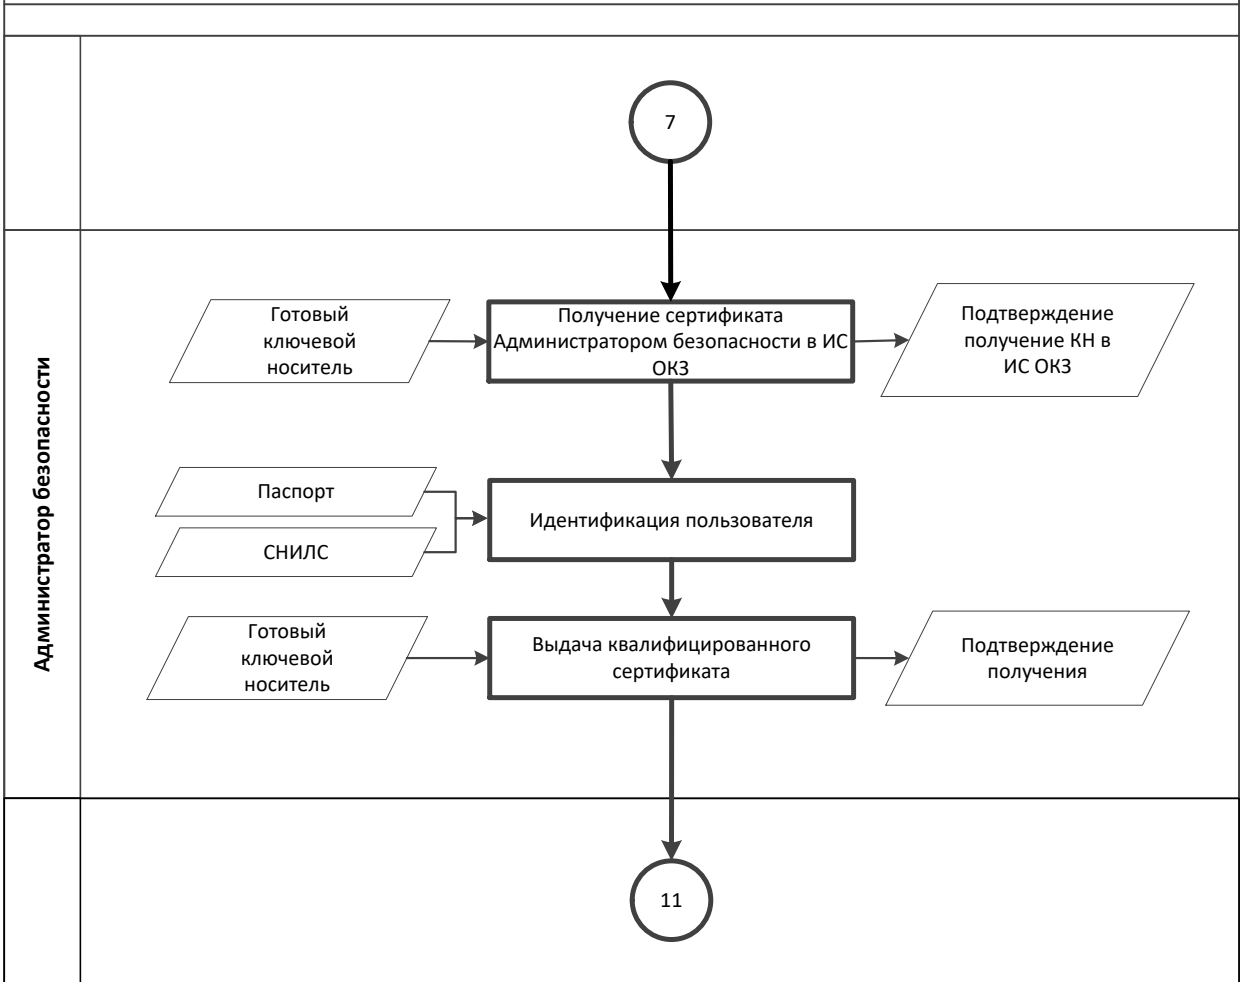 7
Готовый
ключевой
носитель
Получение сертификата
Администратором безопасности в ИС
ОКЗ
Подтверждение
получение КН в
ИС ОКЗ
Администратор безопасности
Паспорт
СНИЛС
Идентификация пользователя
Готовый
ключевой
носитель
Выдача квалифицированного
сертификата
Подтверждение
получения
11